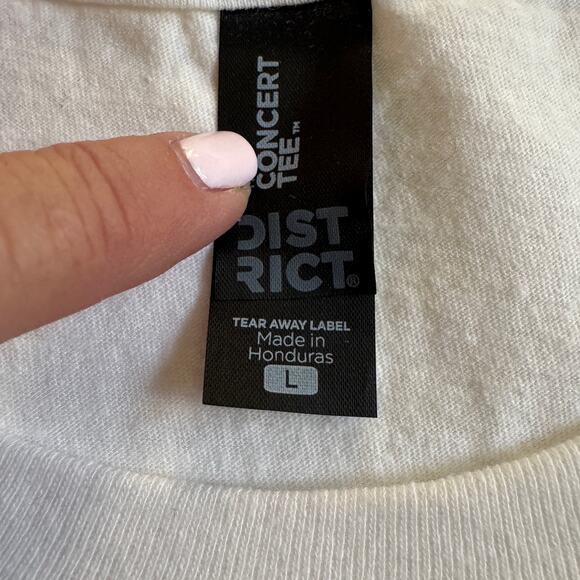 CONCERT
TEE™
DIST
RICT®
TEAR AWAY LABEL
Made in
Honduras
L